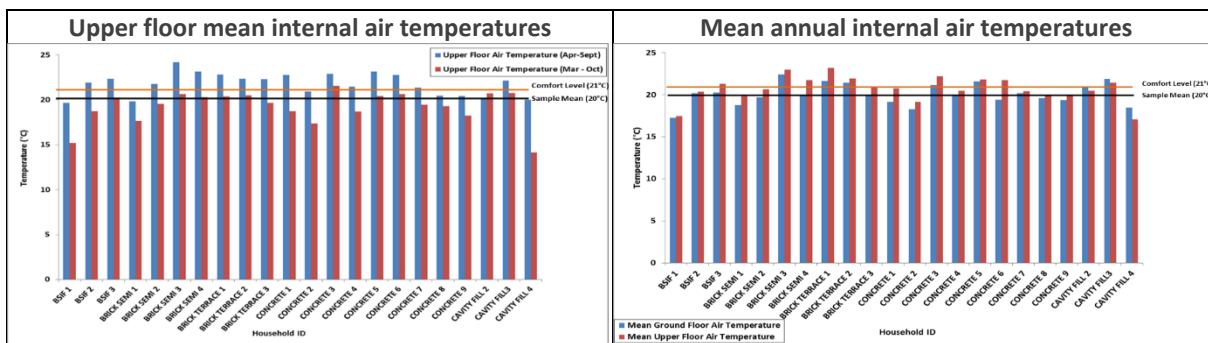 Upper floor mean internal air temperatures
25
20
15
10
5
0
Temperature (°C)
Upper Floor Air Temperature (Apr-Sept)
Upper Floor Air Temperature (Mar - Oct)
Comfort Level (21°C)
Sample Mean (20°C)
BSIF 1
BSIF 2
BSIF 3
BRICK SEMI 1
BRICK SEMI 2
BRICK SEMI 3
BRICK SEMI 4
BRICK TERRACE 1
BRICK TERRACE 2
BRICK TERRACE 3
CONCRETE 1
CONCRETE 2
CONCRETE 3
CONCRETE 4
CONCRETE 5
CONCRETE 6
CONCRETE 7
CONCRETE 8
CONCRETE 9
CAVITY FILL 2
CAVITY FILL3
CAVITY FILL 4
Household ID
Mean annual internal air temperatures
25
20
15
10
5
0
Temperature (°C)
Comfort Level (21°C
Sample Mean (20°C)
BSIF 1
BSIF 2
BSIF 3
BRICK SEMI 1
BRICK SEMI 2
BRICK SEMI 3
BRICK SEMI 4
BRICK TERRACE 1
BRICK TERRACE 2
BRICK TERRACE 3
CONCRETE 1
CONCRETE 2
CONCRETE 3
CONCRETE 4
CONCRETE 5
CONCRETE 6
CONCRETE 7
CONCRETE 8
CONCRETE 9
CAVITY FILL 2
CAVITY FILL3
CAVITY FILL 4
Mean Ground Floor Air Temperature
Mean Upper Floor Air Temperature
Household ID